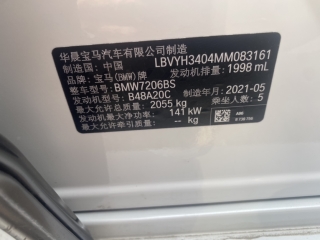 华晨宝马汽车有限公司制造
制造国：中国 LBVYH3404MM083161
品牌：宝马(BMW)牌 发动机排量：1998 mL
整车型号：BMW7206BS
发动机型号：B48A20C 制造年月：2021-05
最大允许总质量：2055 kg 乘坐人数：5
发动机最大净功率：141 kW
最大允许牵引质量：— kg